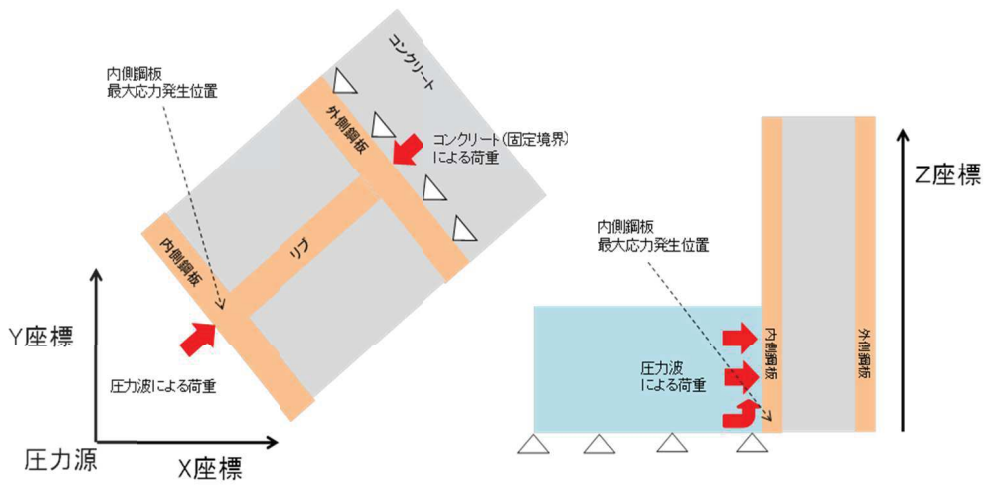 コンクリート
内側鋼板
最大応力発生位置
外側鋼板
コンクリート(固定境界)
による荷重
内側鋼板
リブ
Y座標
圧力波による荷重
圧力源
X座標
Z座標
内側鋼板
最大応力発生位置
内側鋼板
外側鋼板
圧力波
による荷重